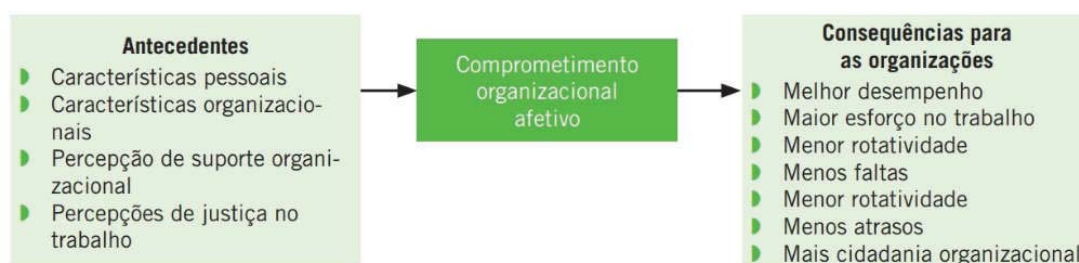 Antecedentes
Características pessoais
Características organizacio-
nais
Percepção de suporte organi-
zacional
Percepções de justiça no
trabalho
Comprometimento
organizacional
afetivo
Consequências para
as organizações
Melhor desempenho
Maior esforço no trabalho
Menor rotatividade
Menos faltas
Menor rotatividade
Menos atrasos
Mais cidadania organizacional